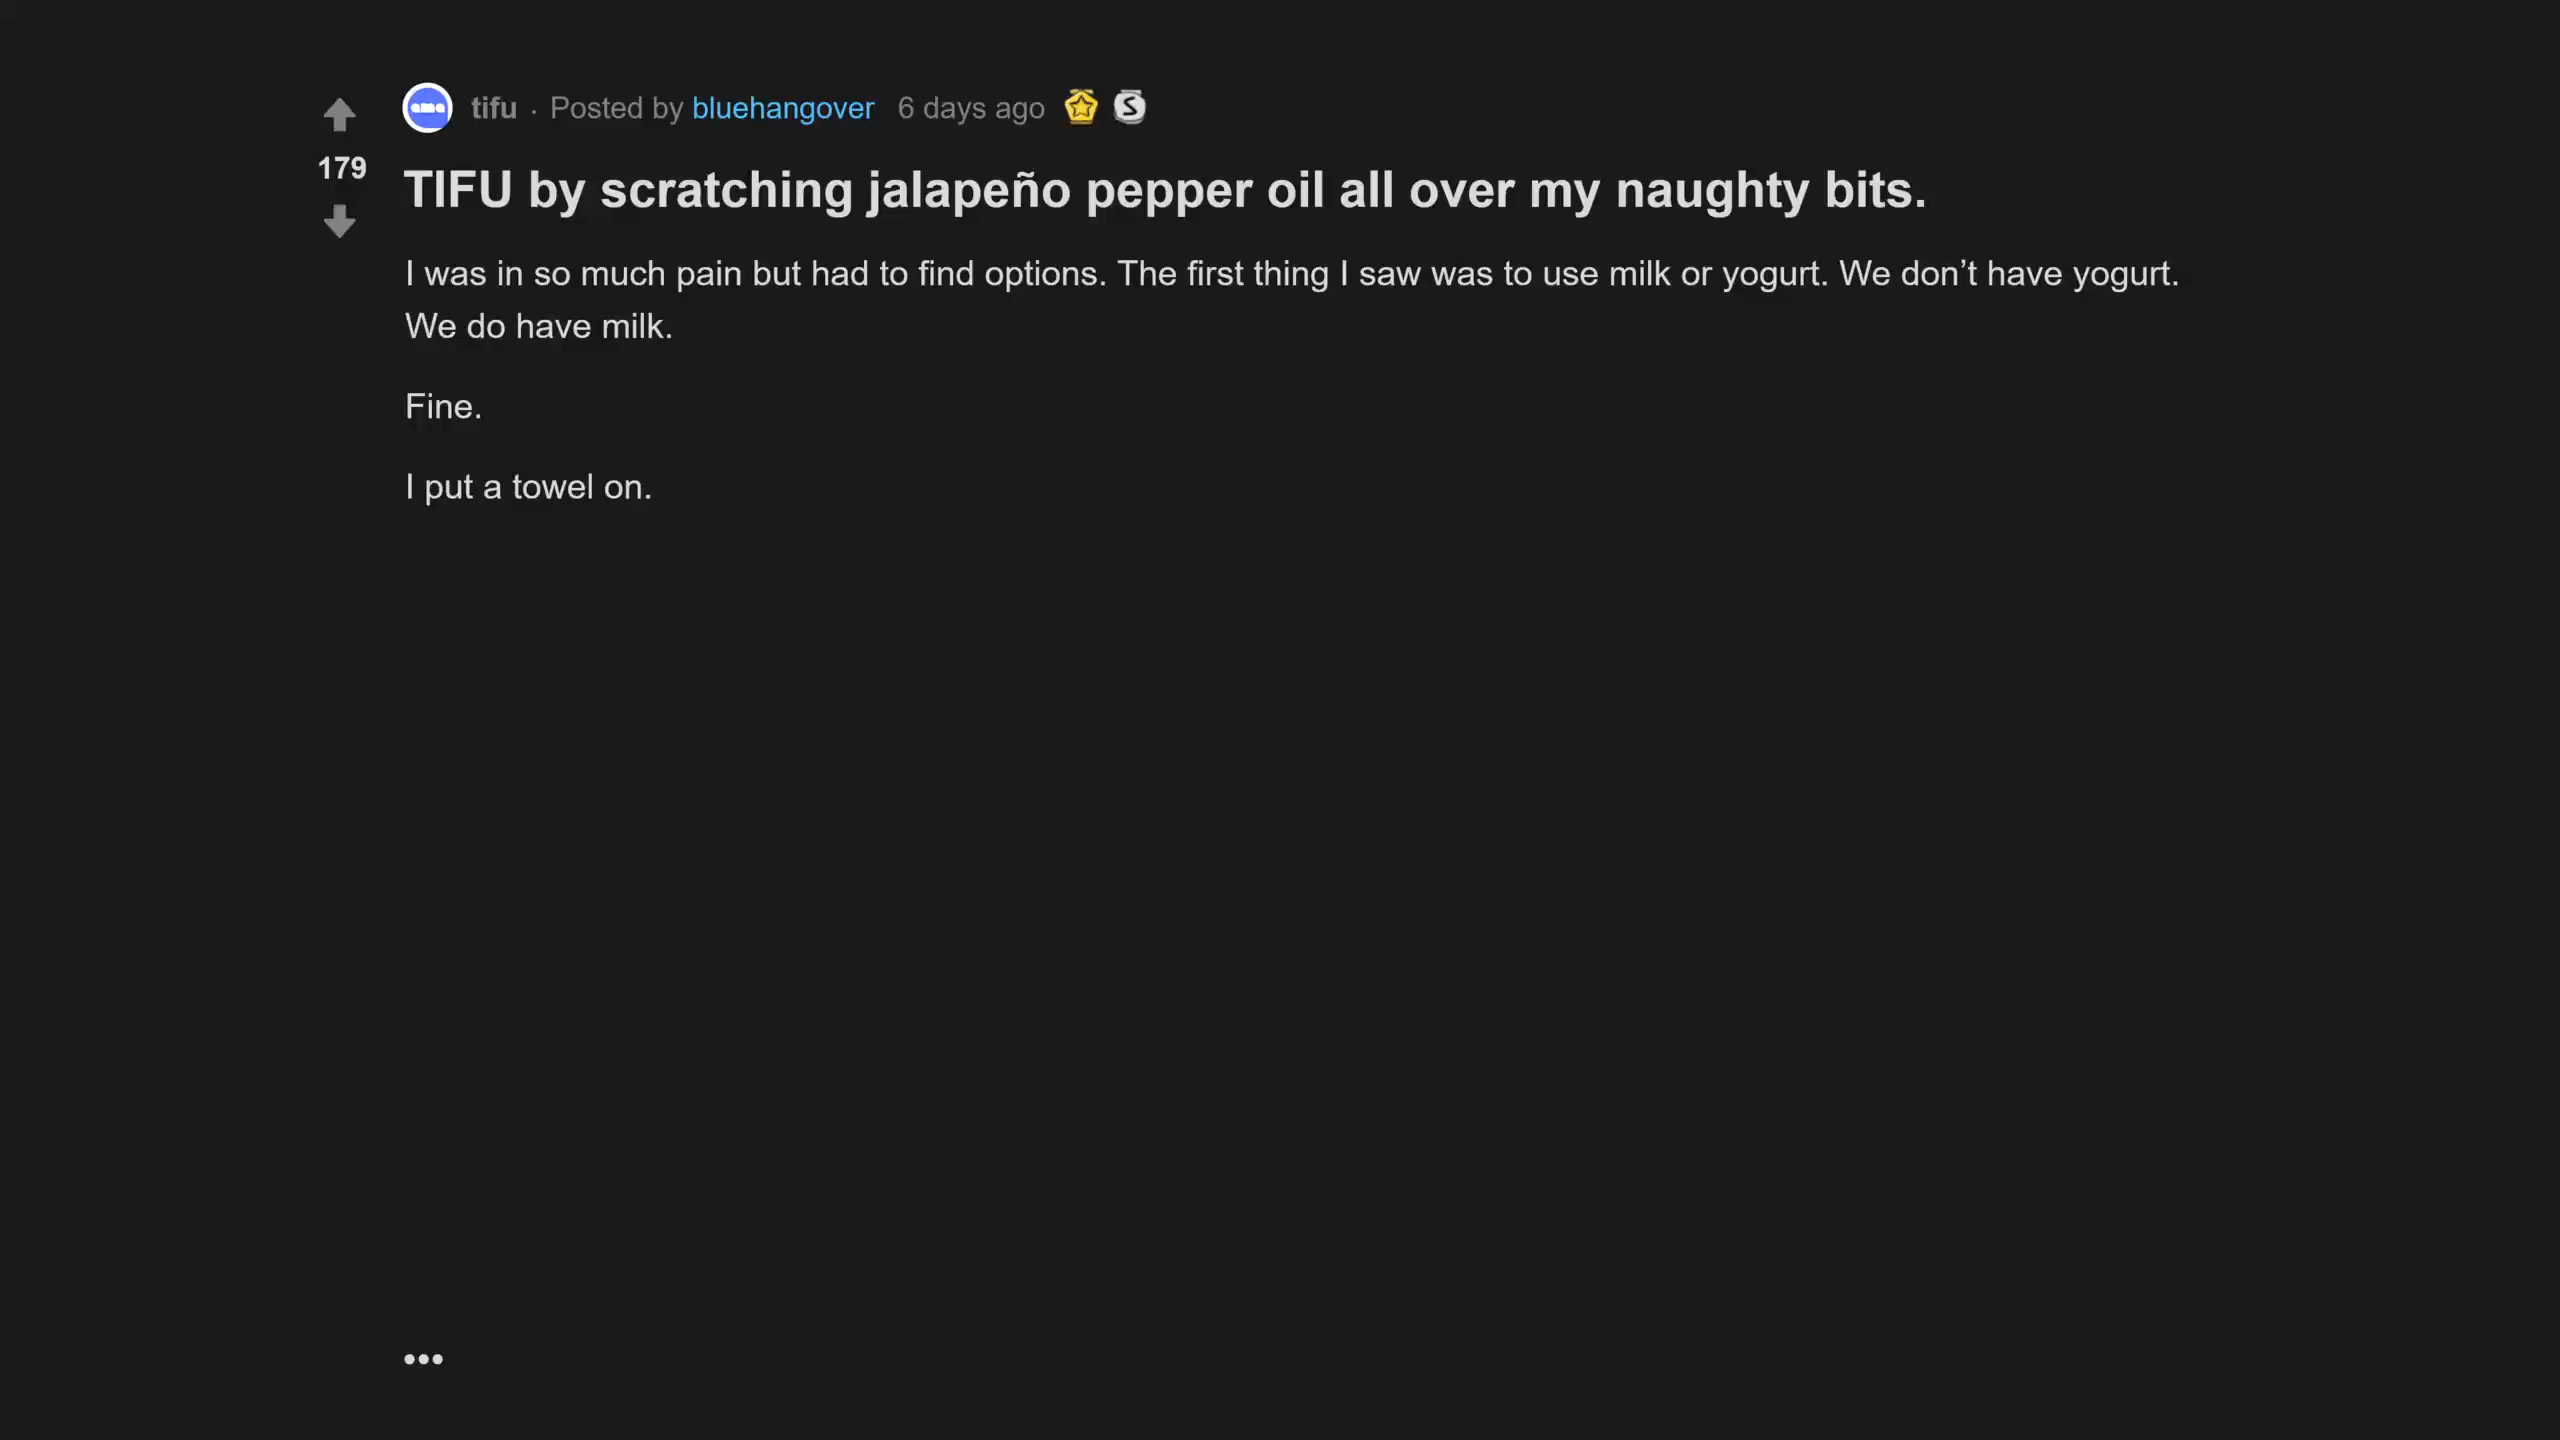 tifu · Posted by bluehangover 6 days ago
179
TIFU by scratching jalapeño pepper oil all over my naughty bits.
I was in so much pain but had to find options. The first thing I saw was to use milk or yogurt. We don’t have yogurt.
We do have milk.
Fine.
I put a towel on.
•••